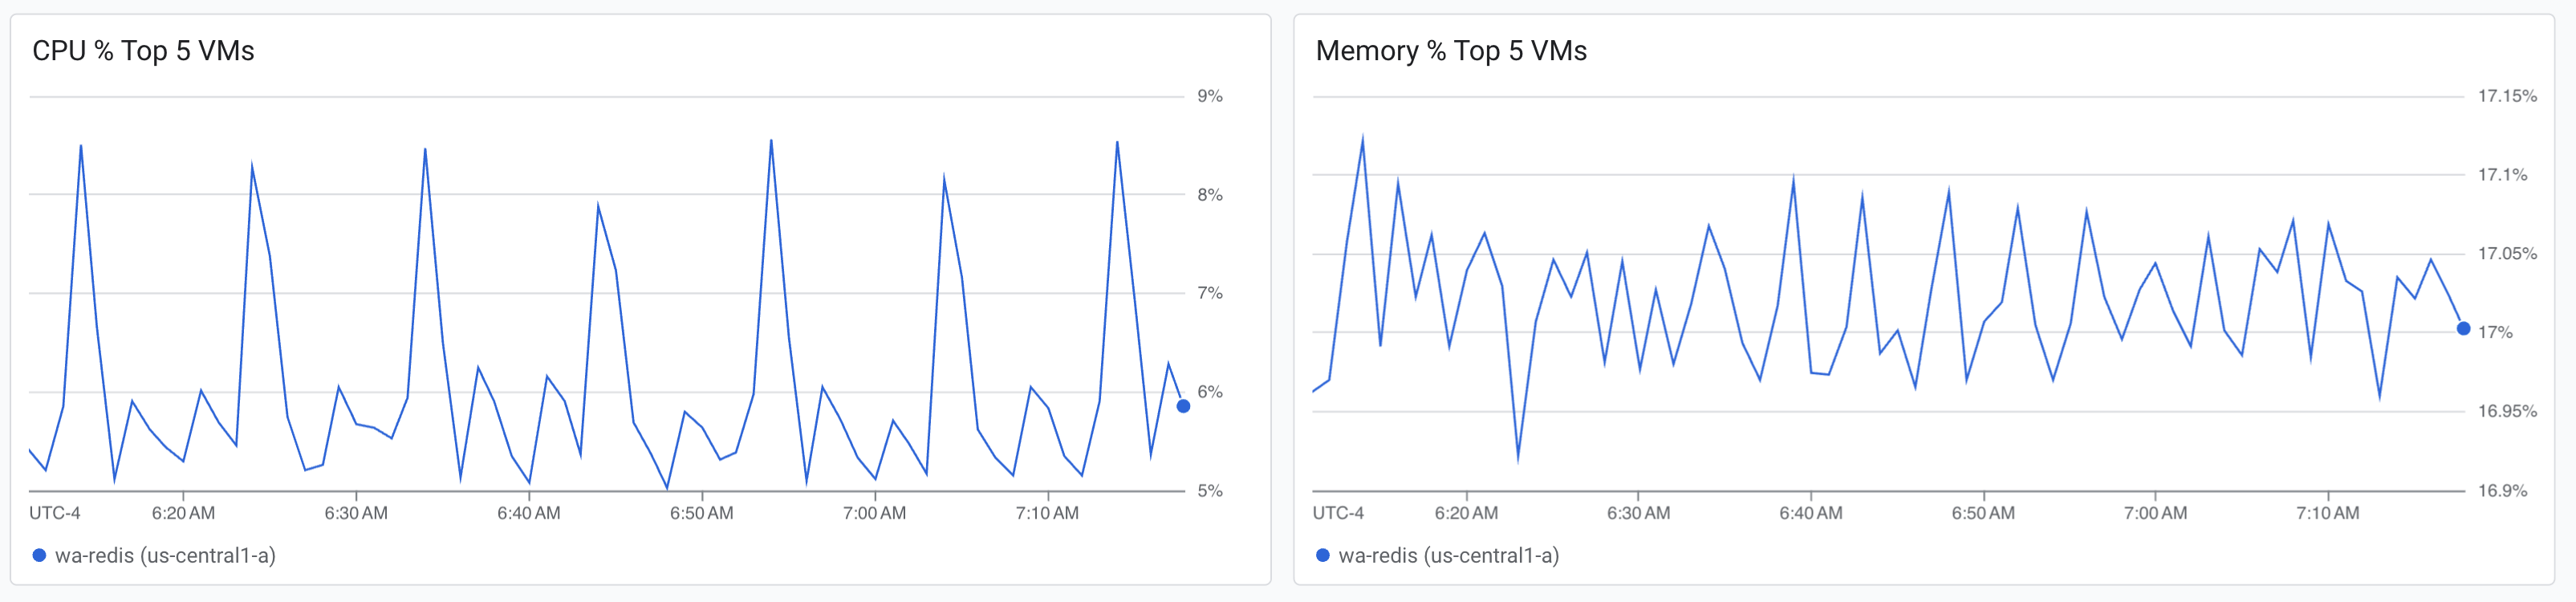 CPU % Top 5 VMs
9%
8%
7%
6%
5%
UTC-4 6:20 AM 6:30 AM 6:40 AM 6:50 AM 7:00 AM 7:10 AM
wa-redis (us-central1-a)
Memory % Top 5 VMs
17.15%
17.1%
17.05%
17%
16.95%
16.9%
UTC-4 6:20 AM 6:30 AM 6:40 AM 6:50 AM 7:00 AM 7:10 AM
wa-redis (us-central1-a)